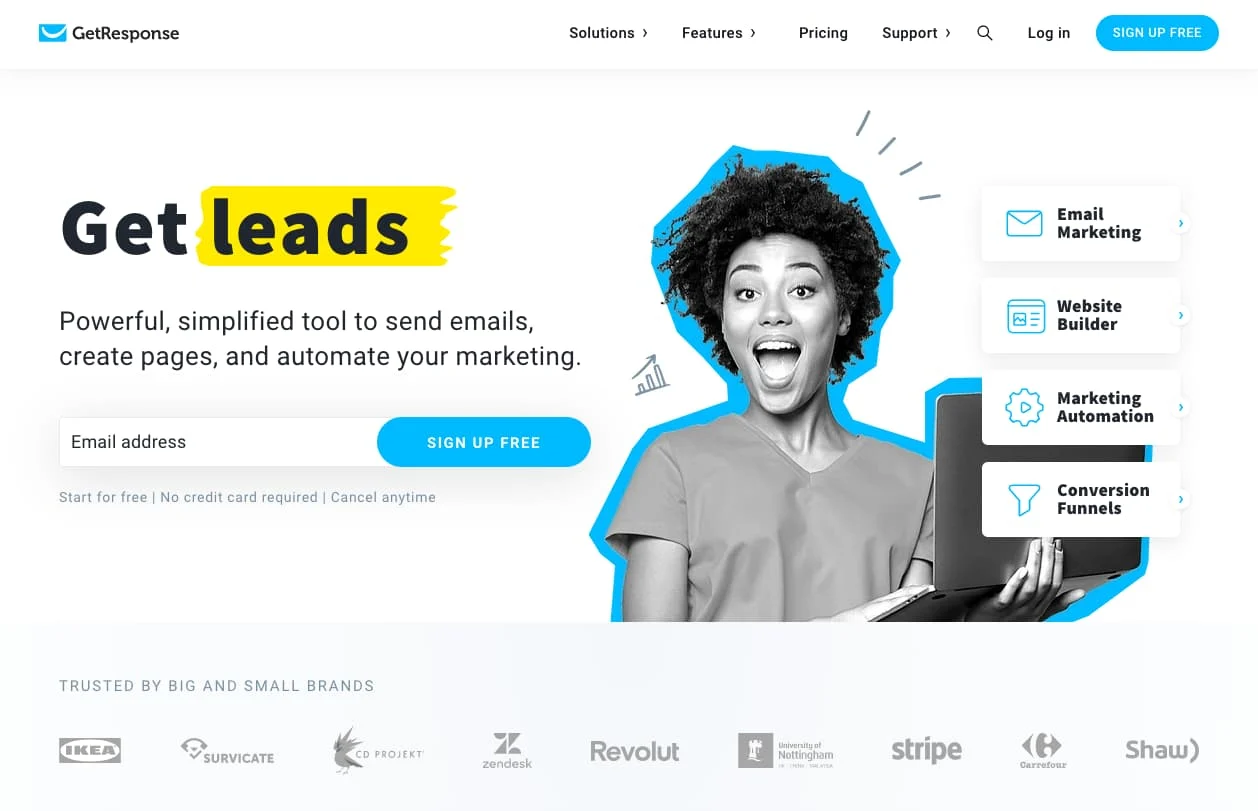 GetResponse
Solutions
Features
Pricing
Support
Log in
SIGN UP FREE
Get leads
Powerful, simplified tool to send emails,
create pages, and automate your marketing.
Email address
SIGN UP FREE
Start for free | No credit card required | Cancel anytime
Email
Marketing
Website
Builder
Marketing
Automation
Conversion
Funnels
TRUSTED BY BIG AND SMALL BRANDS
IKEA
SURVICATE
CD PROJEKT
zendesk
Revolut
University of
Nottingham
stripe
Carrefour
Shaw)